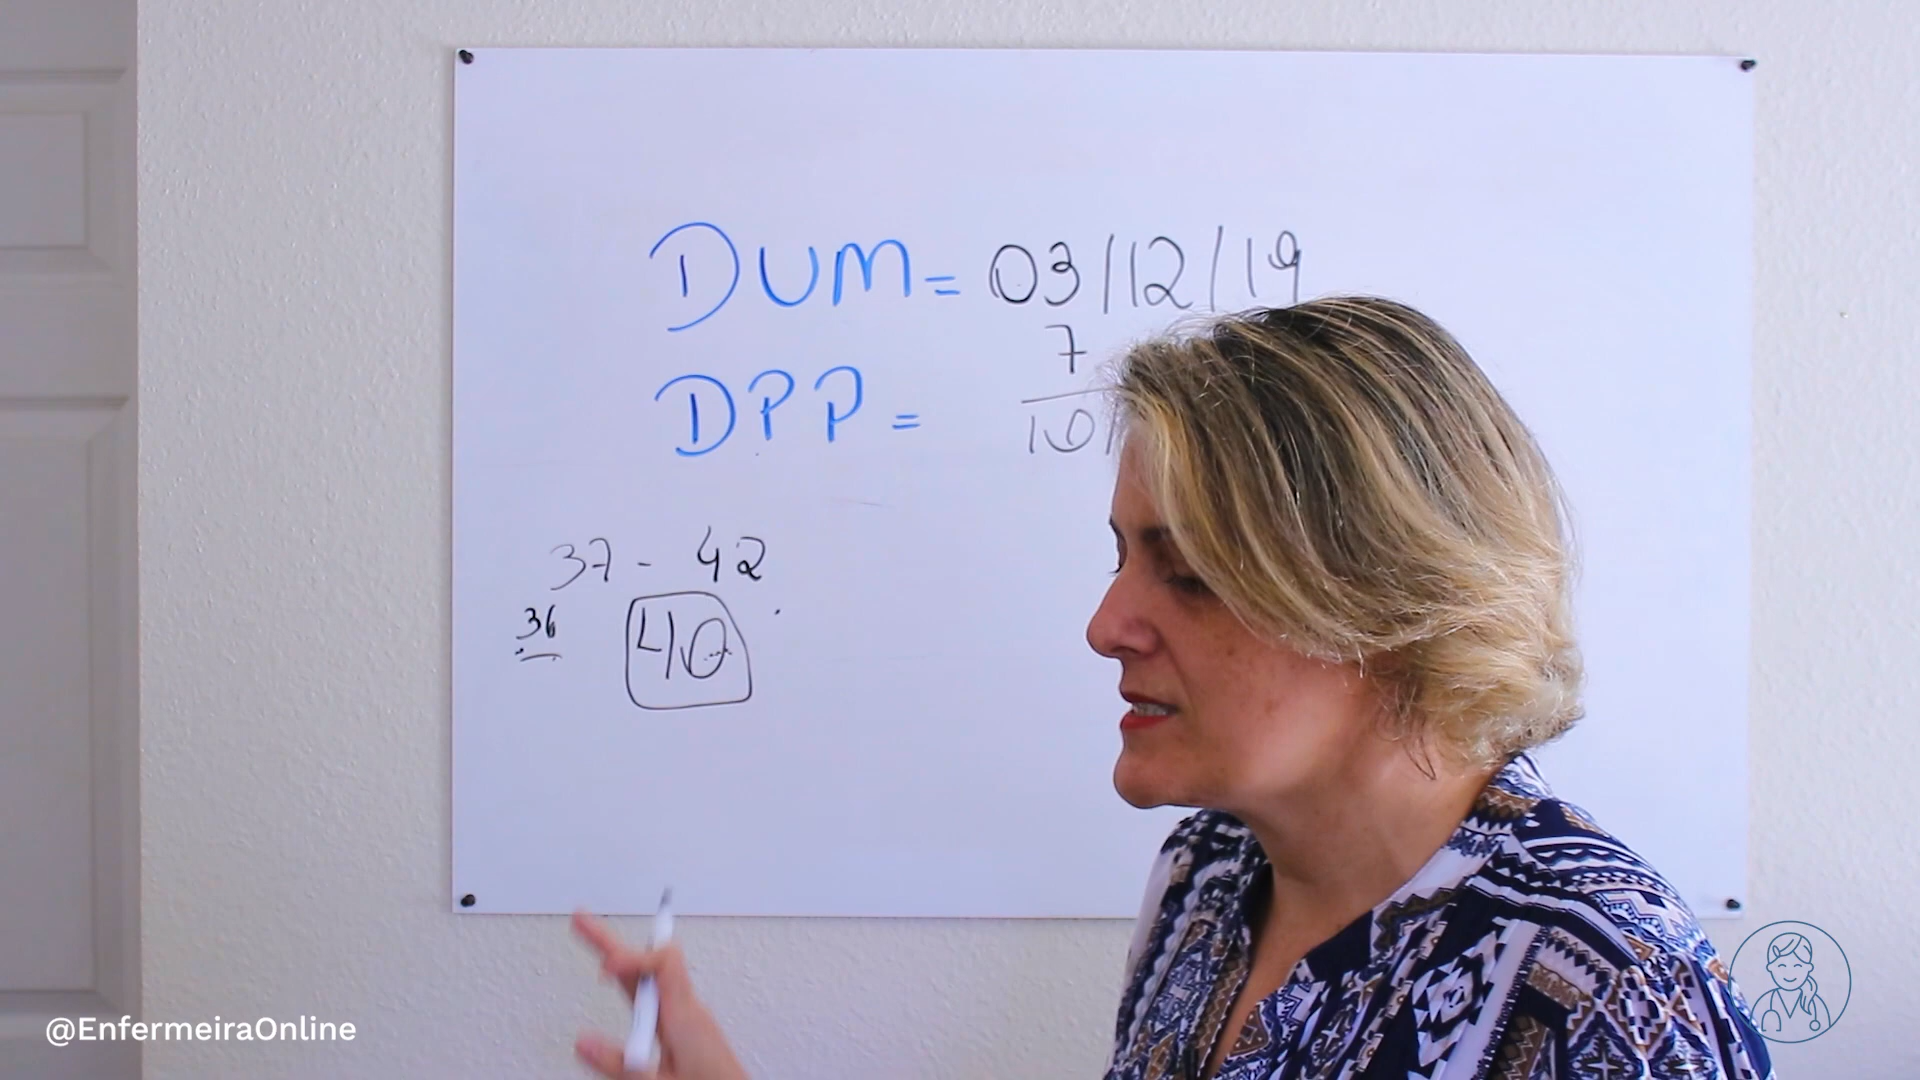 DUM = 03/12/19
7
DPP = 10/
37 - 42
36
40
@EnfermeiraOnline